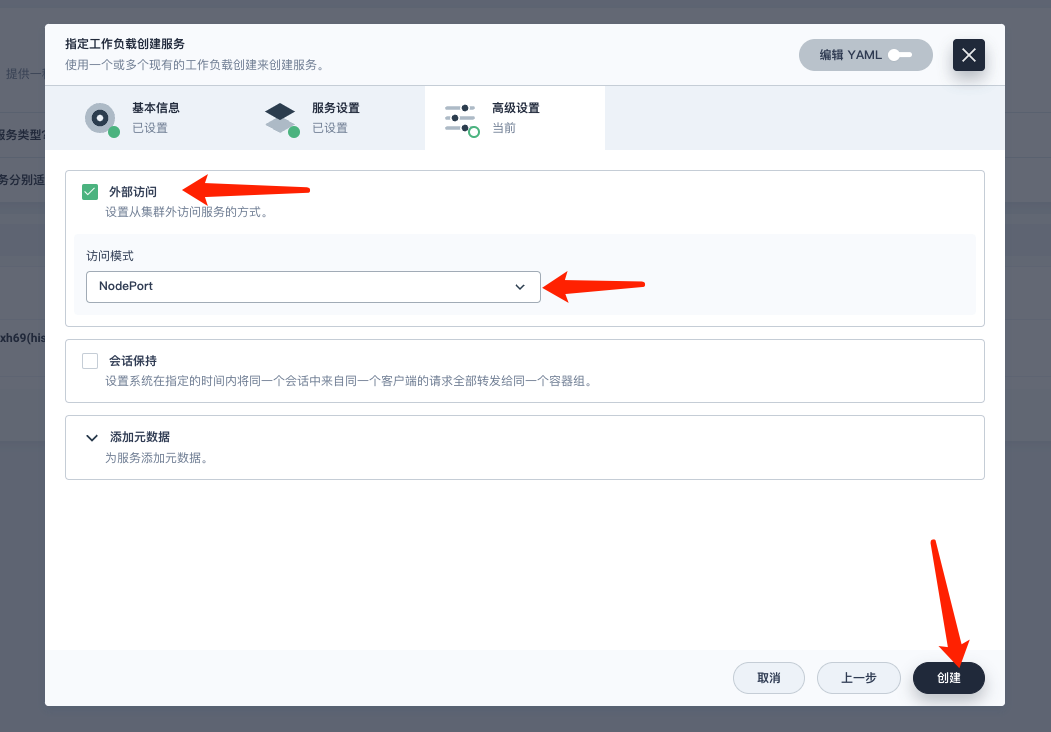 指定工作负载创建服务
使用一个或多个现有的工作负载创建来创建服务。
编辑 YAML
提供一
基本信息
已设置
服务设置
已设置
高级设置
当前
服务类型
务分别适
外部访问
设置从集群外访问服务的方式。
访问模式
NodePort
xh69(his
会话保持
设置系统在指定的时间内将同一个会话中来自同一个客户端的请求全部转发给同一个容器组。
添加元数据
为服务添加元数据。
取消
上一步
创建